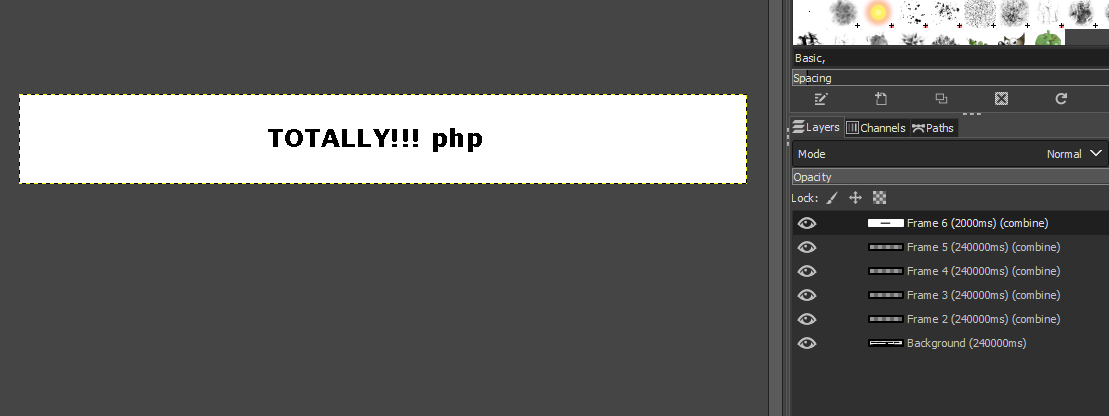 TOTALLY!!! php
Basic,
Spacing
Layers Channels Paths
Mode Normal
Opacity
Lock:
Frame 6 (2000ms) (combine)
Frame 5 (240000ms) (combine)
Frame 4 (240000ms) (combine)
Frame 3 (240000ms) (combine)
Frame 2 (240000ms) (combine)
Background (240000ms)